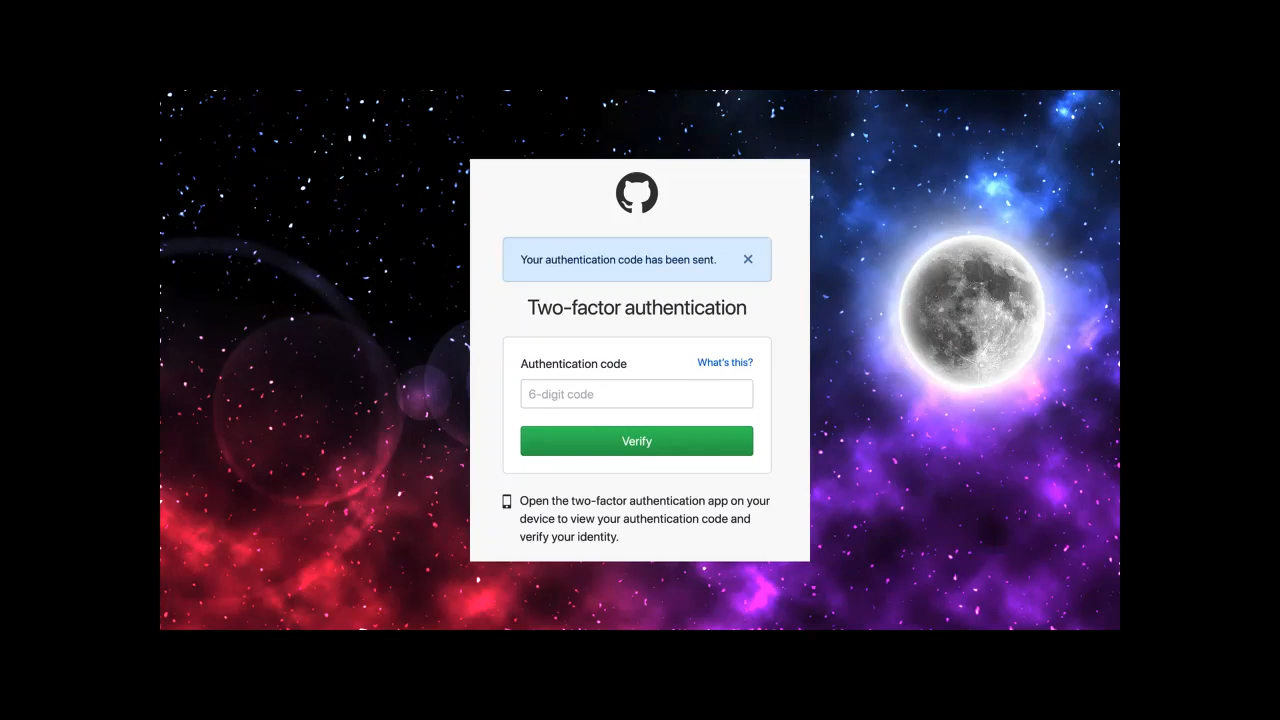 Your authentication code has been sent.
Two-factor authentication
Authentication code What's this?
6-digit code
Verify
Open the two-factor authentication app on your
device to view your authentication code and
verify your identity.